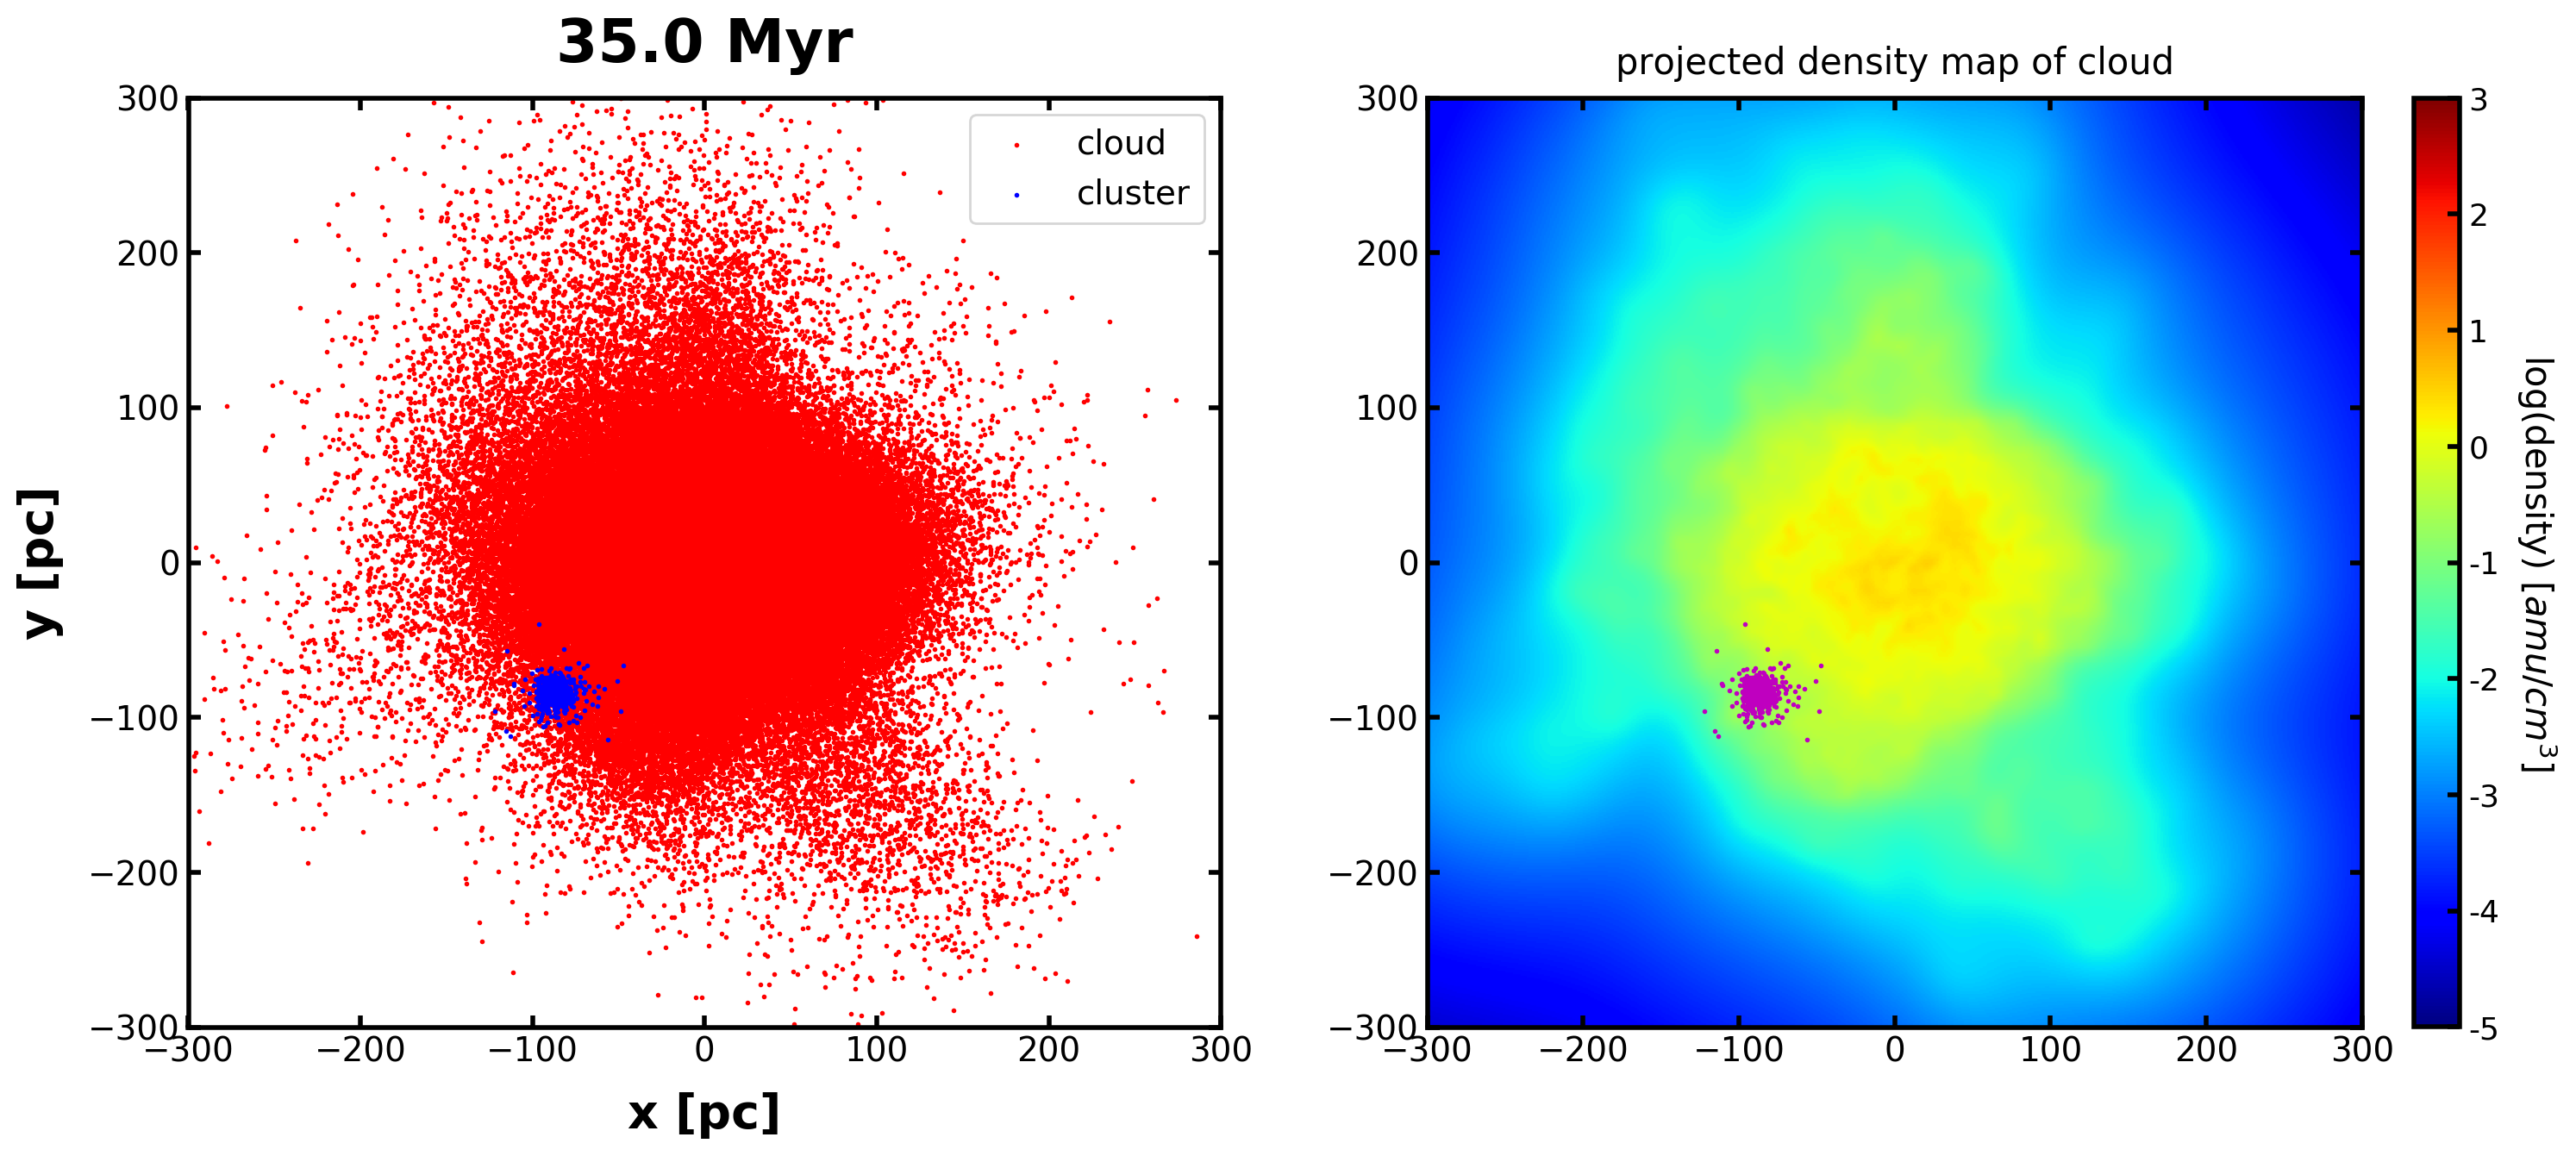 35.0 Myr
projected density map of cloud
cloud
cluster
300
200
100
0
−100
−200
−300
y [pc]
−300 −200 −100 0 100 200 300
x [pc]
300
200
100
0
−100
−200
−300
−300 −200 −100 0 100 200 300
3
2
1
0
-1
-2
-3
-4
-5
log(density) [amu/cm³]